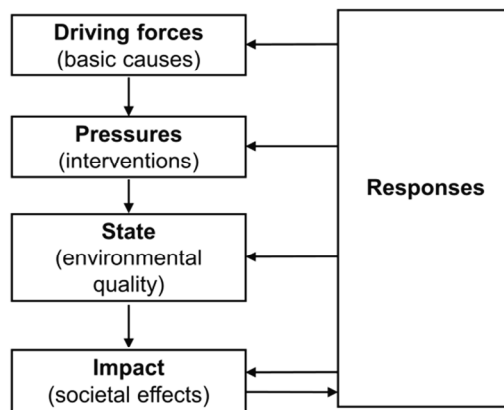 Driving forces
(basic causes)
Pressures
(interventions)
Responses
State
(environmental
quality)
Impact
(societal effects)